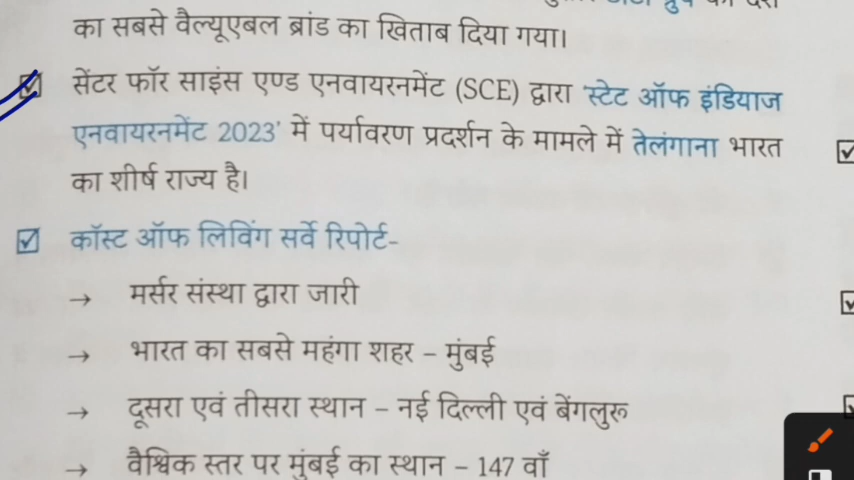 का सबसे वैल्यूएबल ब्रांड का खिताब दिया गया।
सेंटर फॉर साइंस एण्ड एनवायरनमेंट (SCE) द्वारा 'स्टेट ऑफ इंडियाज
एनवायरनमेंट 2023' में पर्यावरण प्रदर्शन के मामले में तेलंगाना भारत
का शीर्ष राज्य है।
कॉस्ट ऑफ लिविंग सर्वे रिपोर्ट-
→ मर्सर संस्था द्वारा जारी
→ भारत का सबसे महंगा शहर – मुंबई
→ दूसरा एवं तीसरा स्थान – नई दिल्ली एवं बेंगलुरू
→ वैश्विक स्तर पर मुंबई का स्थान – 147 वाँ